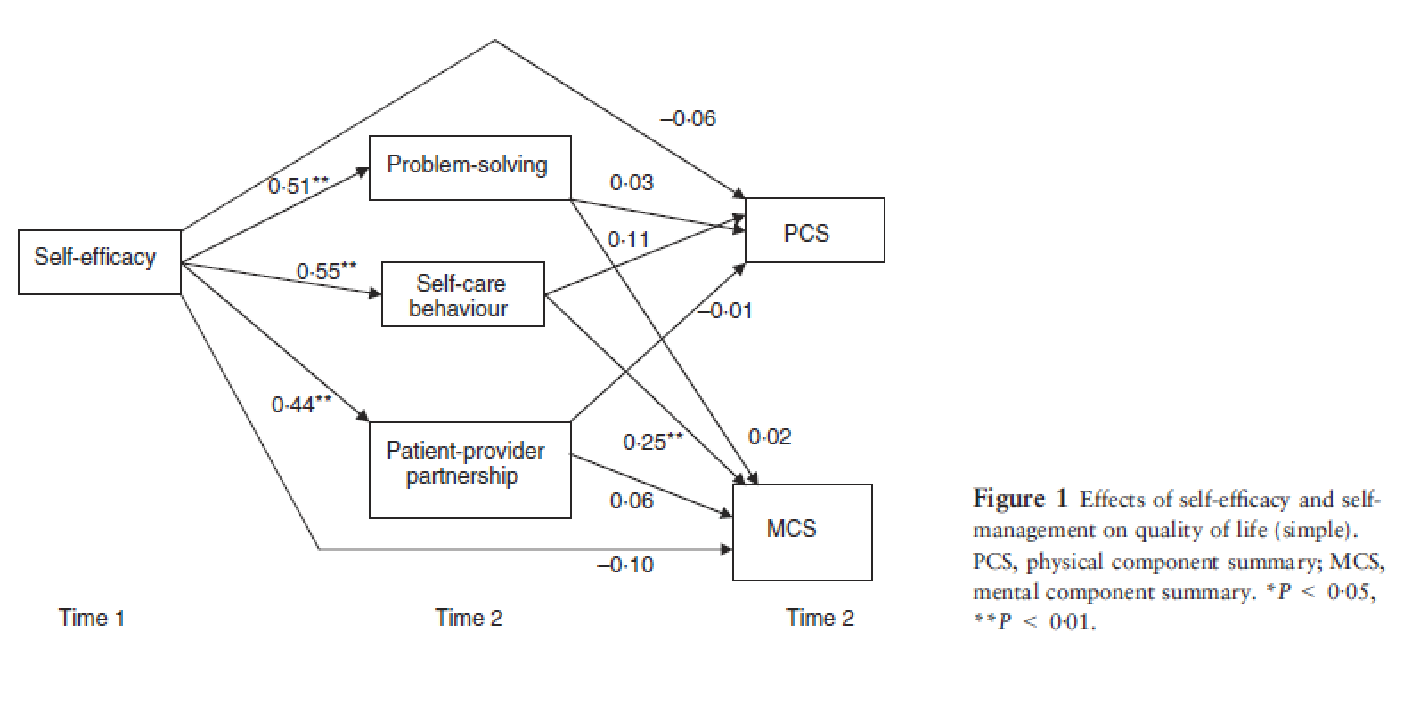 –0·06
Problem-solving
0·51**
0·03
PCS
Self-efficacy
0·11
0·55**
Self-care
behaviour
–0·01
0·44**
Patient-provider
partnership
0·25**
0·02
0·06
MCS
–0·10
Time 1
Time 2
Time 2
Figure 1 Effects of self-efficacy and self-
management on quality of life (simple).
PCS, physical component summary; MCS,
mental component summary. *P < 0·05,
**P < 0·01.